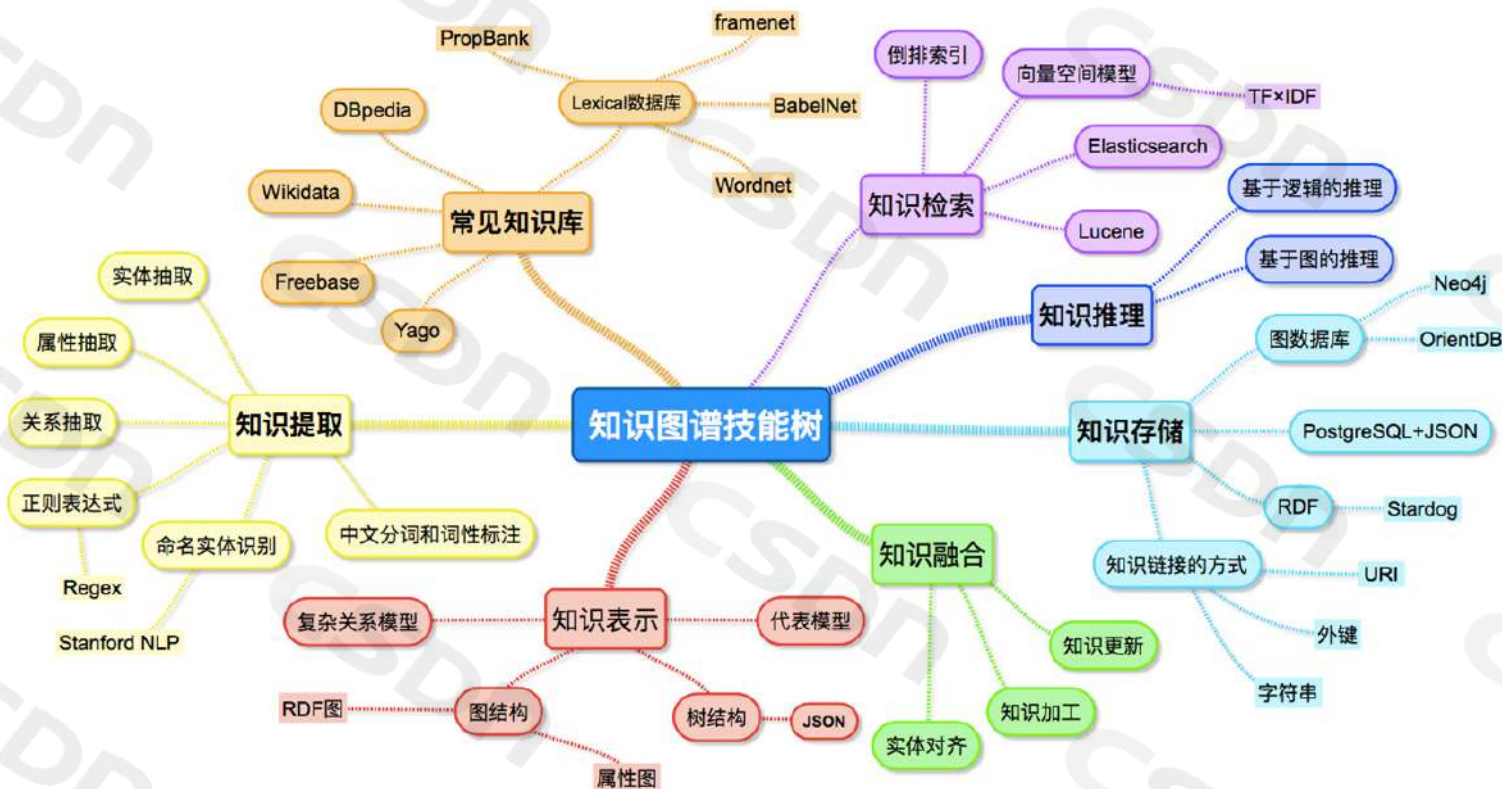 framenet
PropBank
Lexical数据库
BabelNet
Wordnet
DBpedia
Wikidata
常见知识库
Freebase
Yago
倒排索引
向量空间模型
TF×IDF
Elasticsearch
知识检索
Lucene
基于逻辑的推理
基于图的推理
知识推理
Neo4j
图数据库
OrientDB
知识存储
PostgreSQL+JSON
RDF
Stardog
知识链接的方式
URI
外键
字符串
知识图谱技能树
实体抽取
属性抽取
知识提取
关系抽取
正则表达式
命名实体识别
中文分词和词性标注
Regex
Stanford NLP
知识表示
复杂关系模型
代表模型
RDF图
图结构
树结构
JSON
属性图
知识融合
知识更新
知识加工
实体对齐
CSDN
CSDN
CSDN
CSDN
CSDN
CSDN
CSDN
CSDN
CSDN